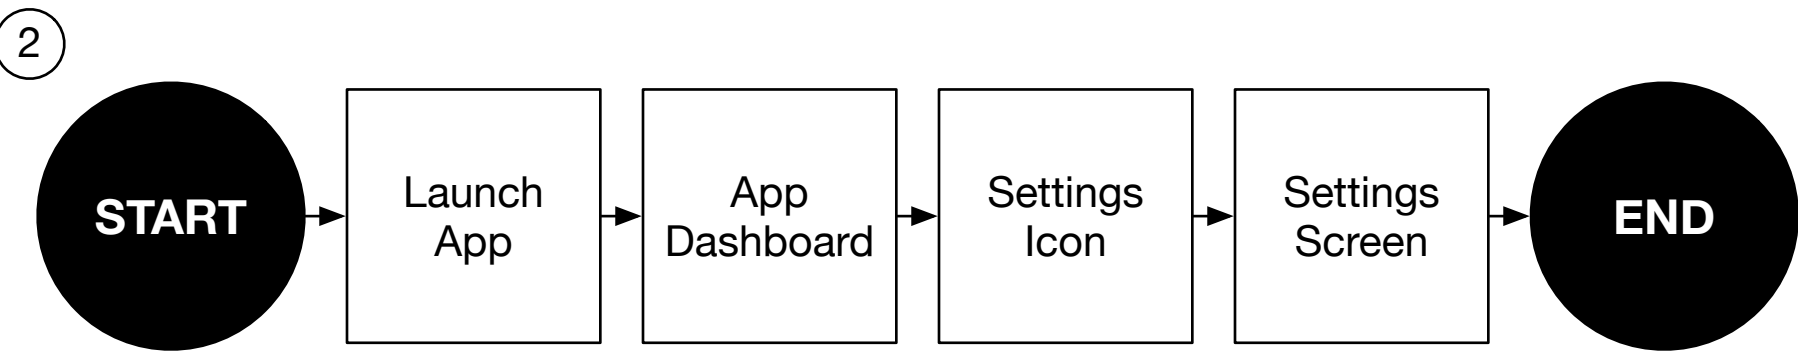 2
START
Launch
App
App
Dashboard
Settings
Icon
Settings
Screen
END